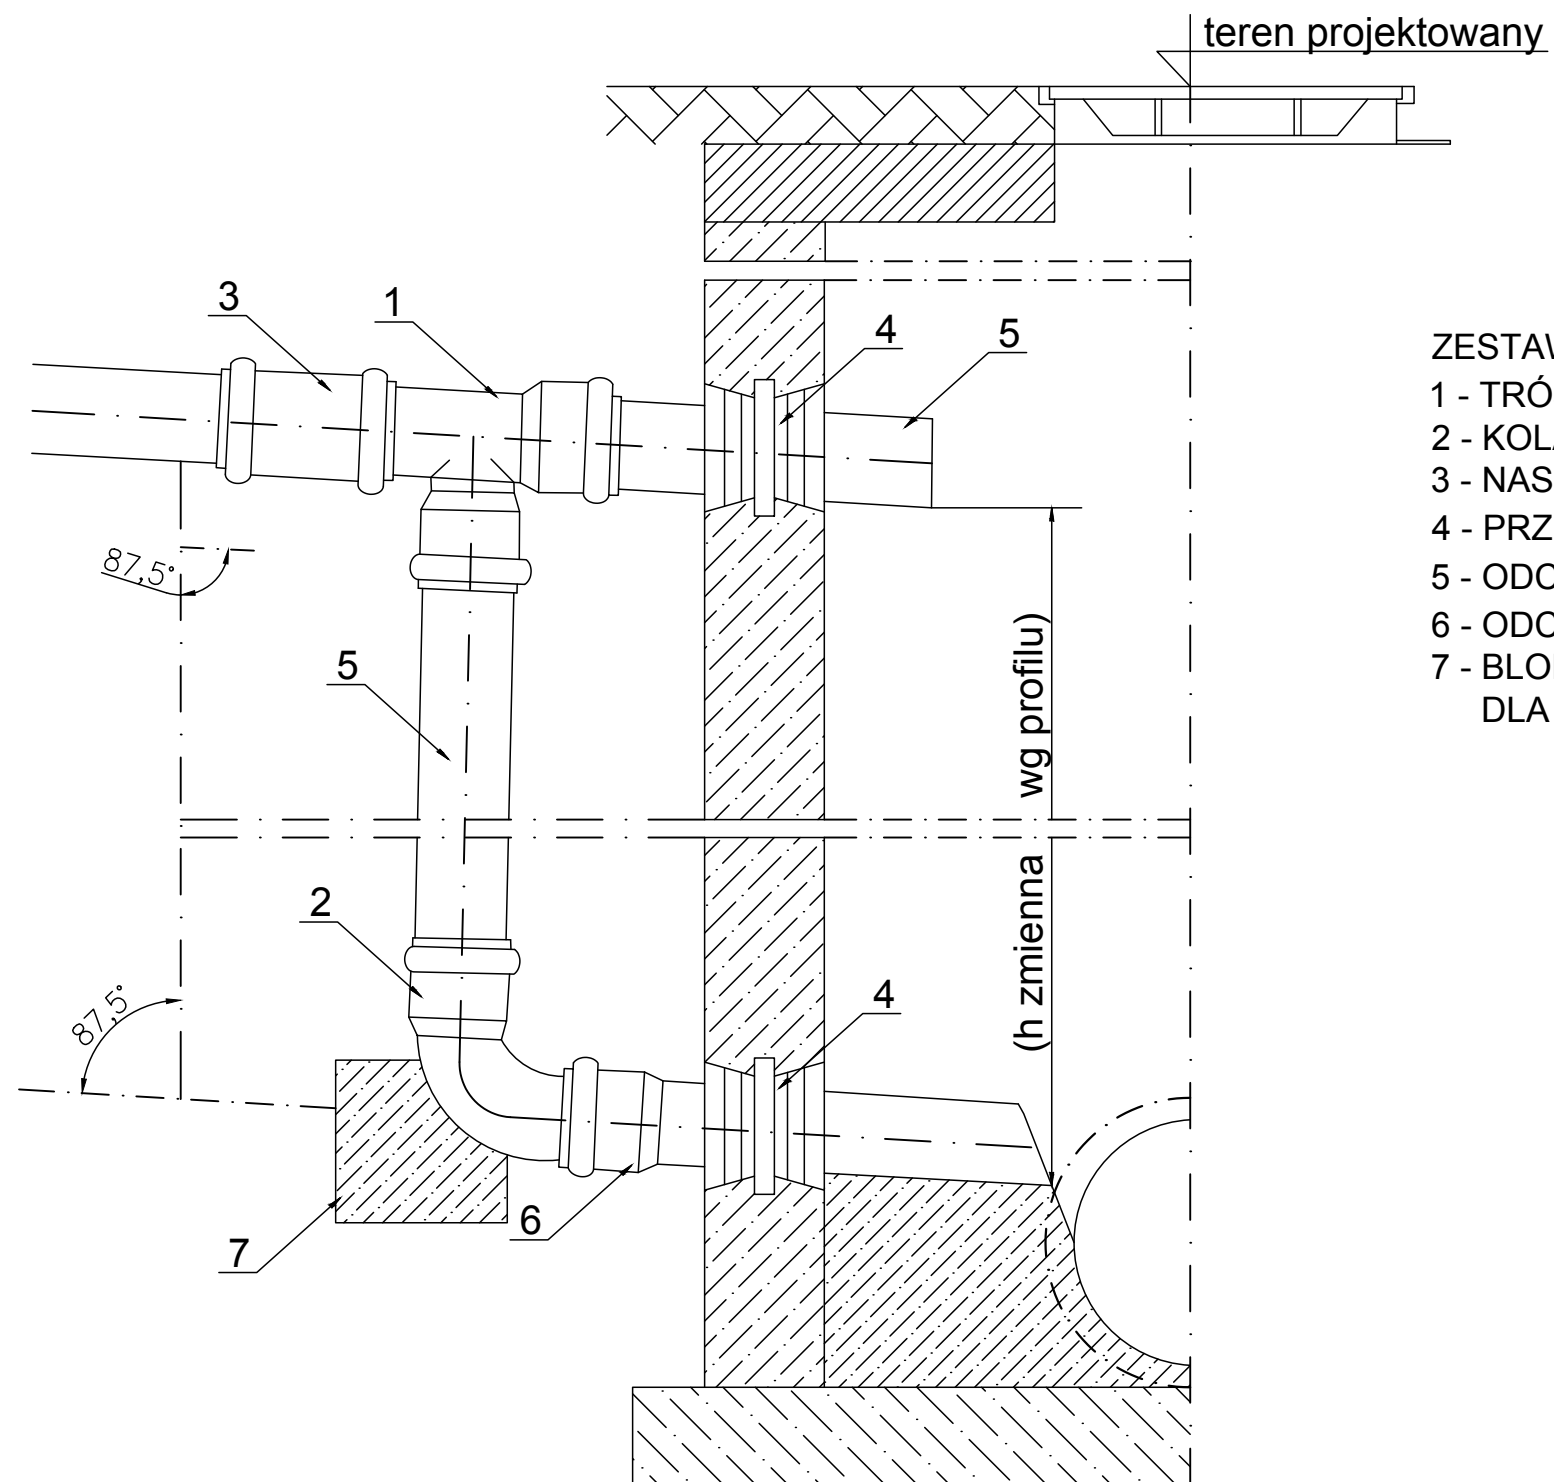 teren projektowany
3
1
4
5
ZESTAW
1 - TRÓ
2 - KOLA
3 - NAS
4 - PRZ
5 - ODC
6 - ODC
7 - BLO
DLA
87,5°
5
(h zmienna wg profilu)
2
4
87,5°
6
7